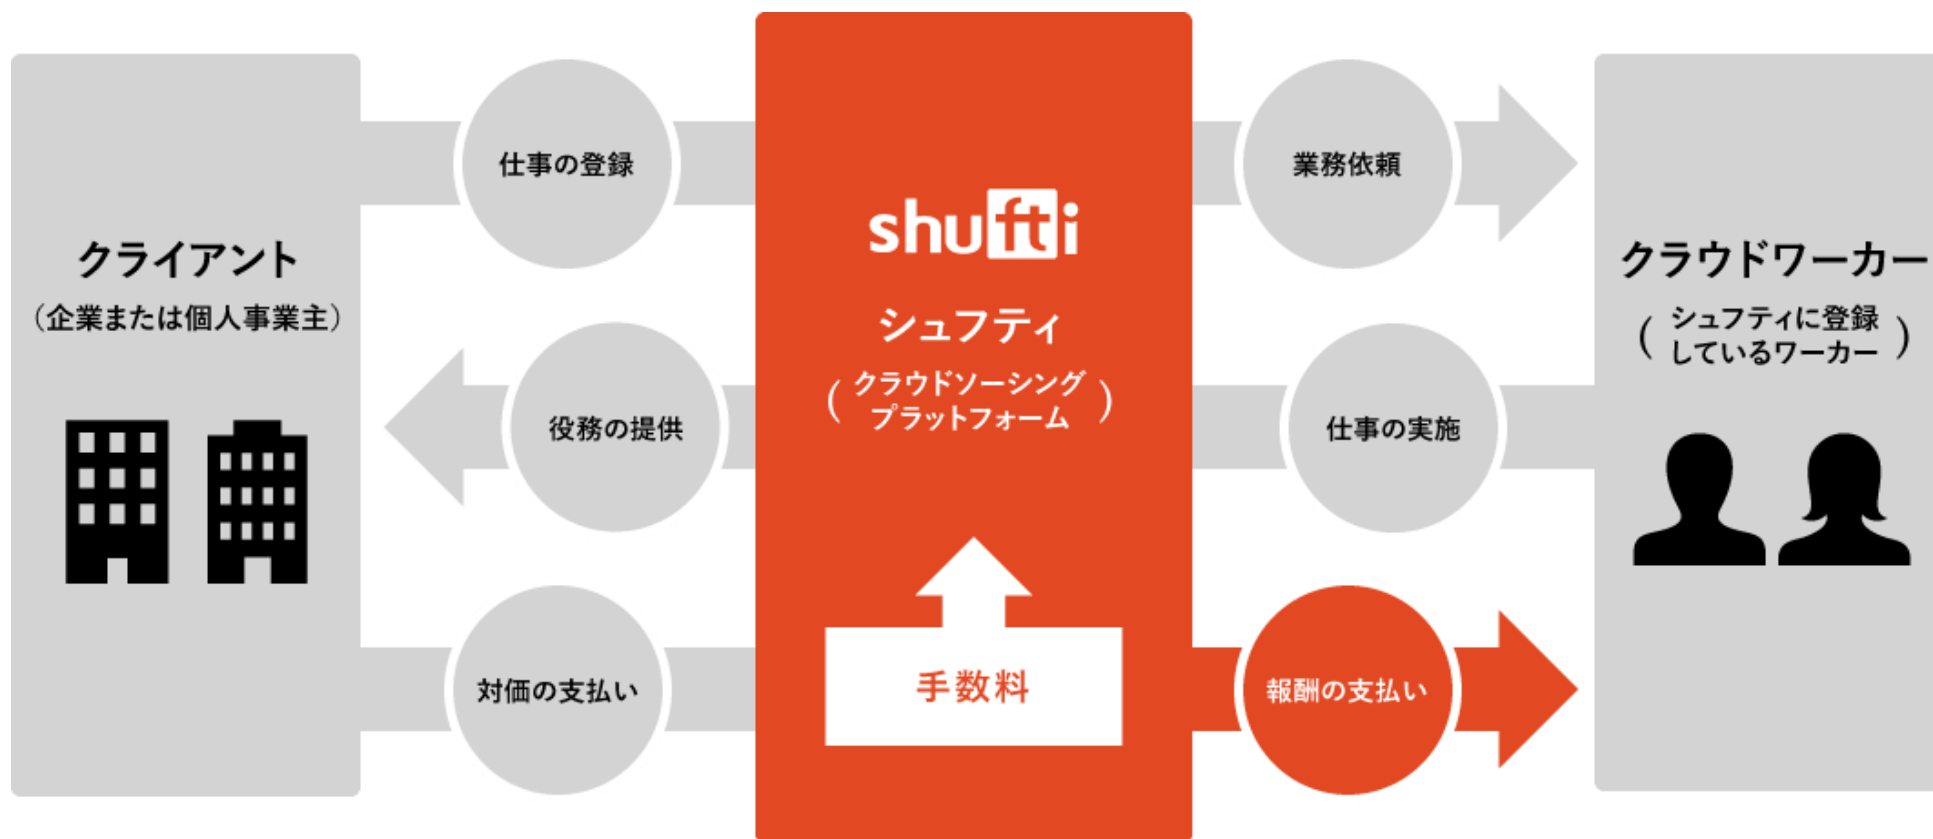 クライアント
（企業または個人事業主）
仕事の登録
役務の提供
対価の支払い
shufti
シュフティ
（クラウドソーシング
プラットフォーム）
手数料
業務依頼
仕事の実施
報酬の支払い
クラウドワーカー
（シュフティに登録
しているワーカー）